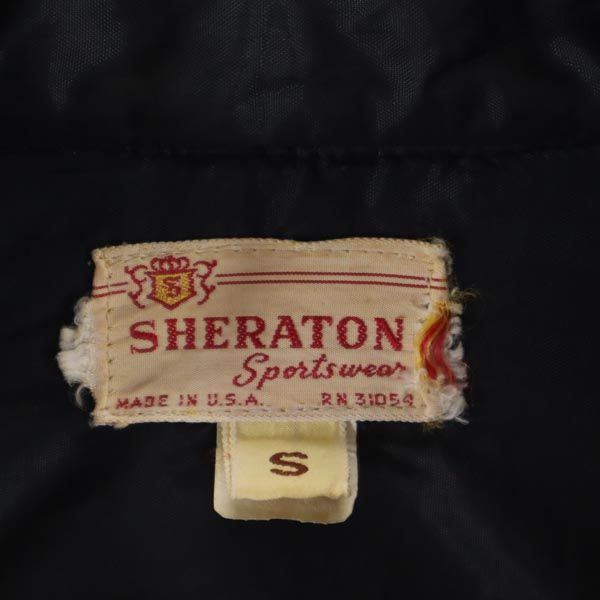 S
SHERATON
Sportswear
MADE IN U.S.A. RN 31054
S